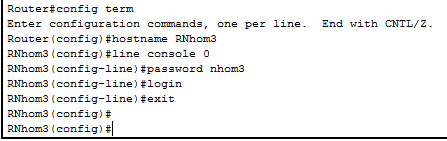 Router#config term
Enter configuration commands, one per line.  End with CNTL/Z.
Router(config)#hostname RNhom3
RNhom3(config)#line console 0
RNhom3(config-line)#password nhom3
RNhom3(config-line)#login
RNhom3(config-line)#exit
RNhom3(config)#
RNhom3(config)#